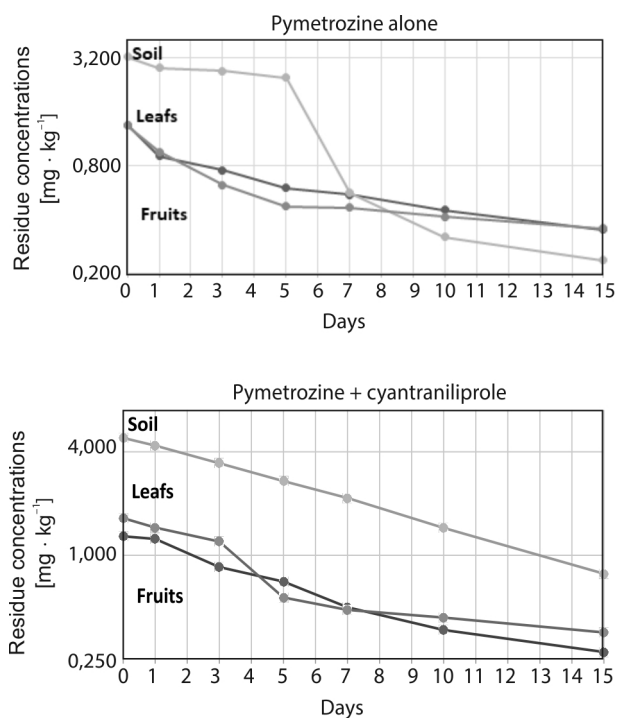 Pymetrozine alone
Residue concentrations
[mg · kg⁻¹]
3,200
0,800
0,200
Soil
Leafs
Fruits
0 1 2 3 4 5 6 7 8 9 10 11 12 13 14 15
Days
Pymetrozine + cyantraniliprole
Residue concentrations
[mg · kg⁻¹]
4,000
1,000
0,250
Soil
Leafs
Fruits
0 1 2 3 4 5 6 7 8 9 10 11 12 13 14 15
Days